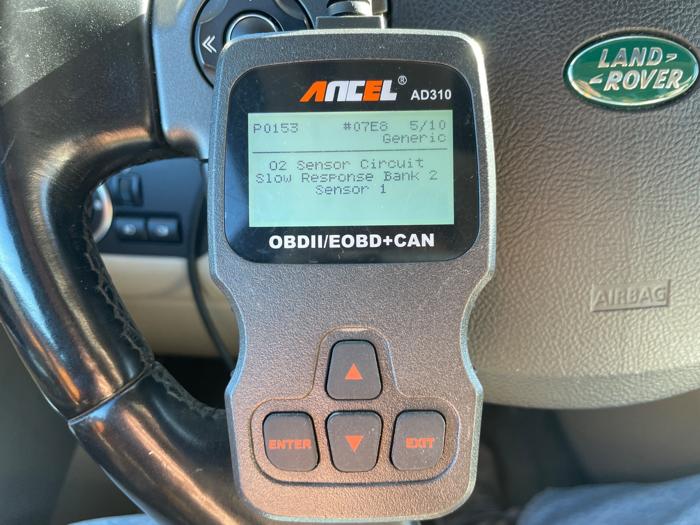 ANCEL®
AD310
P0153 #07E8 5/10
Generic
O2 Sensor Circuit
Slow Response Bank 2
Sensor 1
OBDII/EOBD+CAN
ENTER
EXIT
LAND-
-ROVER
AIRBAG